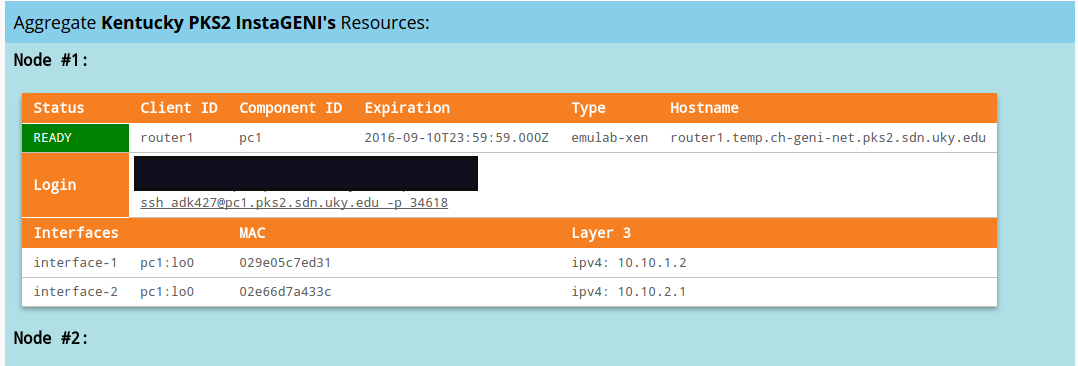 Aggregate Kentucky PKS2 InstaGENI's Resources:
Node #1:
Status Client ID Component ID Expiration Type Hostname
READY router1 pc1 2016-09-10T23:59:59.000Z emulab-xen router1.temp.ch-geni-net.pks2.sdn.uky.edu
Login
ssh adk427@pc1.pks2.sdn.uky.edu -p 34618
Interfaces MAC Layer 3
interface-1 pc1:lo0 029e05c7ed31 ipv4: 10.10.1.2
interface-2 pc1:lo0 02e66d7a433c ipv4: 10.10.2.1
Node #2: